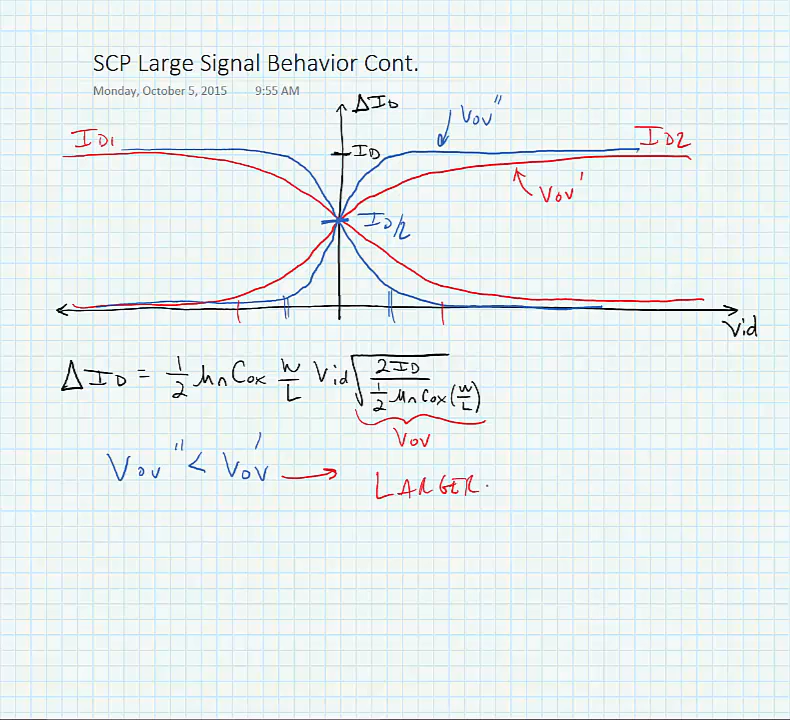 SCP Large Signal Behavior Cont.
Monday, October 5, 2015 9:55 AM
ΔID
VOV''
ID1
ID
ID2
VOV'
ID/2
Vid
ΔID = 1/2 μnCox W/L Vid √(2ID / (1/2 μnCox (W/L)))
VOV
VOV'' < VOV' → LARGER.